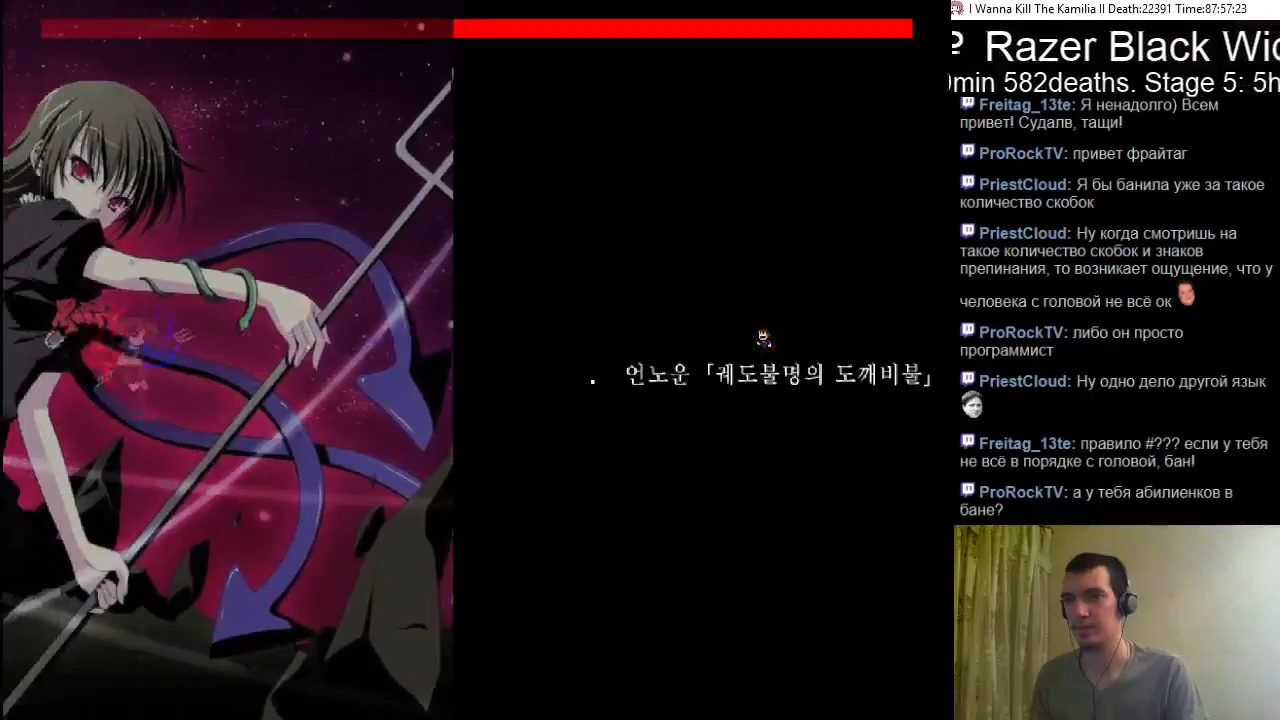 I Wanna Kill The Kamilia II Death:22391 Time:87:57:23
? Razer Black Wid
0min 582deaths. Stage 5: 5h
Freitag_13te: Я ненадолго) Всем
привет! Судалв, тащи!
ProRockTV: привет фрайтаг
PriestCloud: Я бы банила уже за такое
количество скобок
PriestCloud: Ну когда смотришь на
такое количество скобок и знаков
препинания, то возникает ощущение, что у
человека с головой не всё ок
ProRockTV: либо он просто
программист
PriestCloud: Ну одно дело другой язык
Freitag_13te: правило #??? если у тебя
не всё в порядке с головой, бан!
ProRockTV: а у тебя абилиенков в
бане?
. 언노운「궤도불명의 도깨비불」